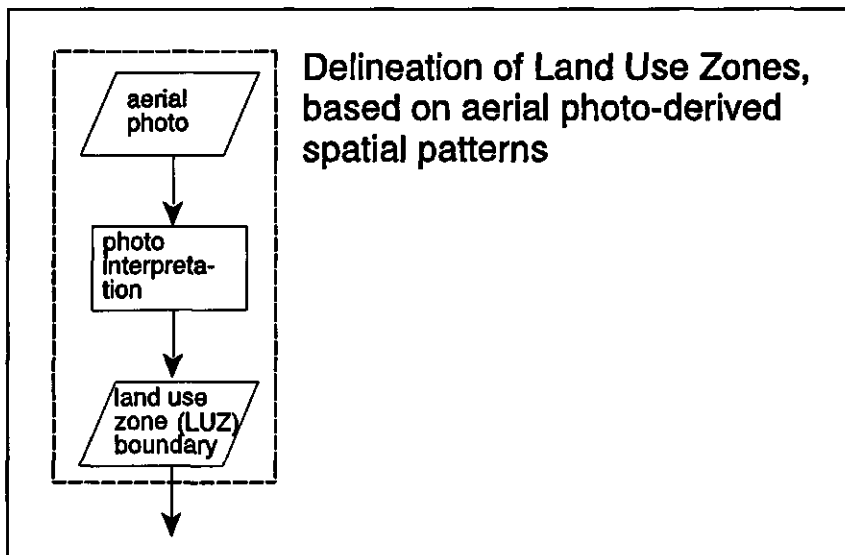 aerial
photo
photo
interpreta-
tion
land use
zone (LUZ)
boundary
Delineation of Land Use Zones,
based on aerial photo-derived
spatial patterns